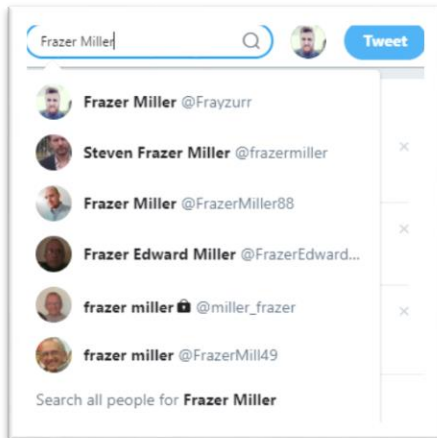 Frazer Miller
Tweet
Frazer Miller @Frayzurr
Steven Frazer Miller @frazermiller
Frazer Miller @FrazerMiller88
Frazer Edward Miller @FrazerEdward...
frazer miller @miller_frazer
frazer miller @FrazerMill49
Search all people for Frazer Miller